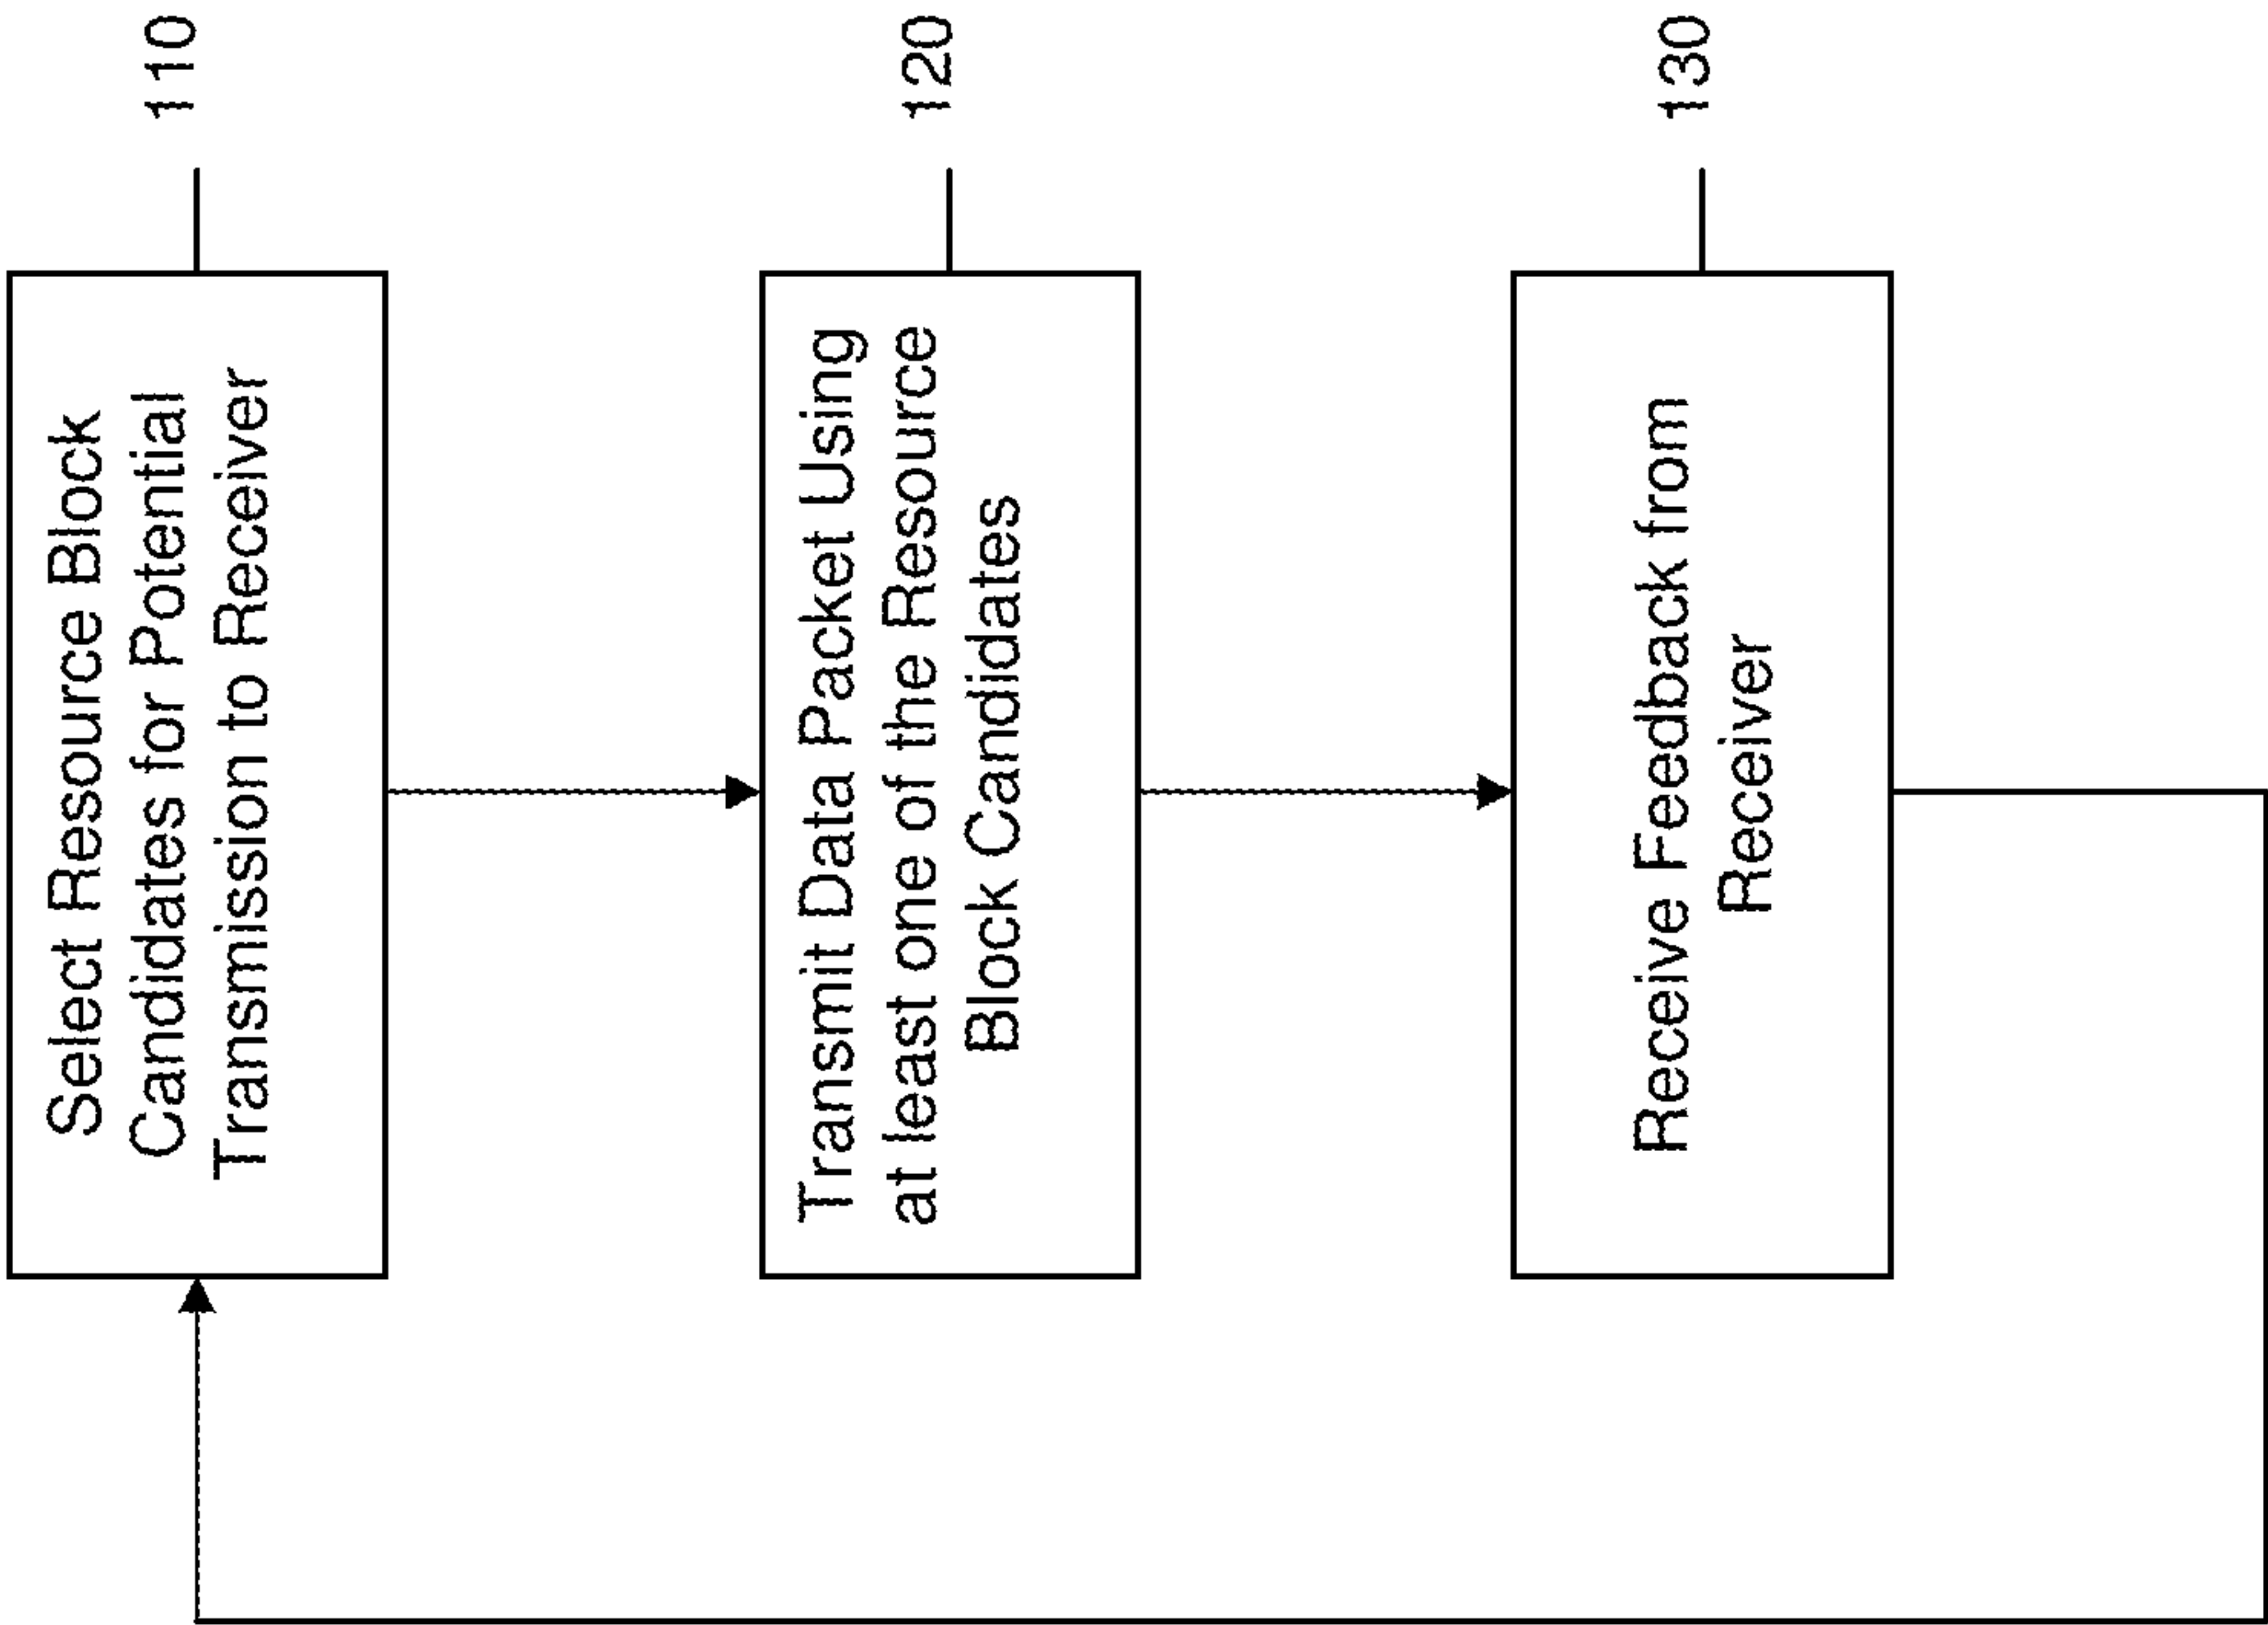 Select Resource Block
Candidates for Potential
Transmission to Receiver
110
Transmit Data Packet Using
at least one of the Resource
Block Candidates
120
Receive Feedback from
Receiver
130